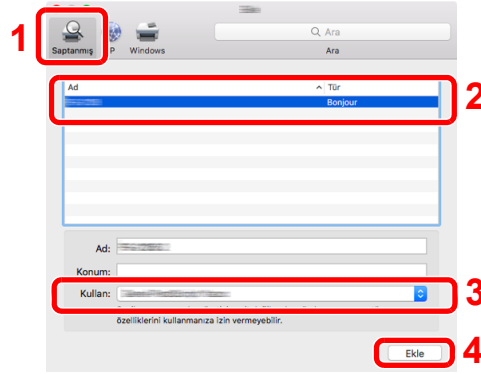 1
Saptanmış P Windows
Ara
Ara
Ad Tür
Bonjour
2
Ad:
Konum:
Kullan:
3
özelliklerini kullanmanıza izin vermeyebilir.
Ekle
4